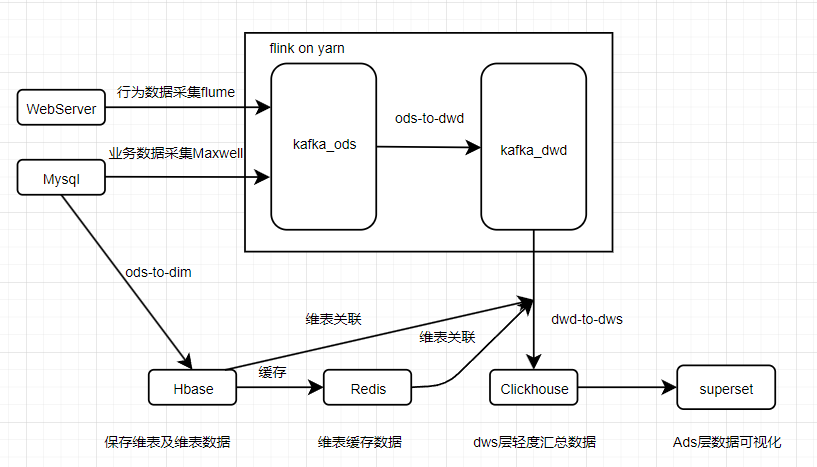 flink on yarn
WebServer
行为数据采集flume
kafka_ods
ods-to-dwd
kafka_dwd
业务数据采集Maxwell
Mysql
ods-to-dim
维表关联
维表关联
dwd-to-dws
Hbase
缓存
Redis
Clickhouse
superset
保存维表及维表数据
维表缓存数据
dws层轻度汇总数据
Ads层数据可视化